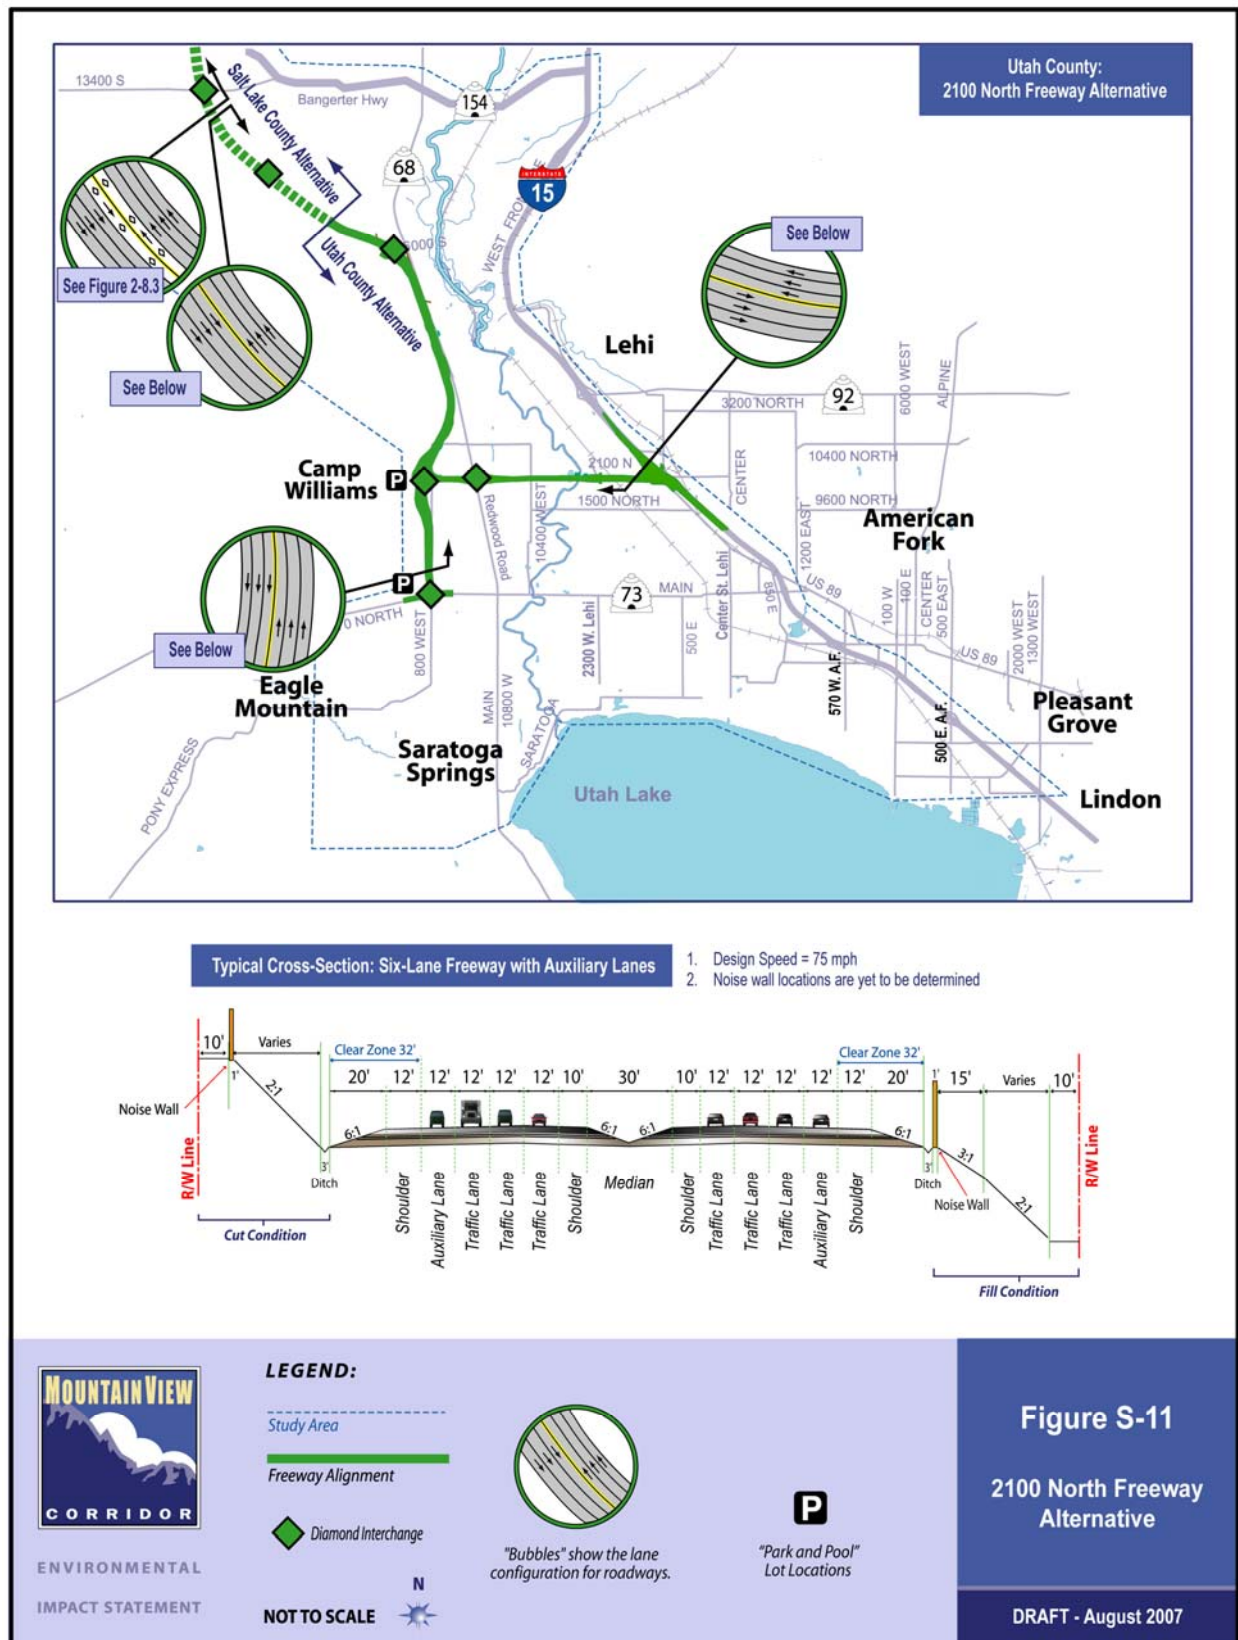 Utah County:
2100 North Freeway Alternative
13400 S
Salt Lake County Alternative
Bangerter Hwy
154
68
INTERSTATE
15
WEST FRON
See Below
See Figure 2-8.3
6000 S
Utah County Alternative
See Below
Lehi
92
3200 NORTH
6000 WEST
ALPINE
2100 N
CENTER
10400 NORTH
Camp
Williams
P
1500 NORTH
9600 NORTH
Redwood Road
10400 WEST
1200 EAST
American
Fork
P
73
MAIN
Center St. Lehi
850 E
US 89
100 W
100 E
CENTER
500 EAST
0 NORTH
See Below
800 WEST
2300 W. Lehi
500 E
US 89
2000 WEST
1300 WEST
Eagle
Mountain
MAIN
10800 W
SARATOGA
570 W. A.F.
500 E. A.F.
Pleasant
Grove
Saratoga
Springs
PONY EXPRESS
Utah Lake
Lindon
Typical Cross-Section: Six-Lane Freeway with Auxiliary Lanes
1. Design Speed = 75 mph
2. Noise wall locations are yet to be determined
10' Varies Clear Zone 32' Clear Zone 32' 1' 15' Varies 10'
20' 12' 12' 12' 12' 12' 10' 30' 10' 12' 12' 12' 12' 12' 20'
1'
2:1
Noise Wall
6:1
6:1
6:1
6:1
3:1
2:1
R/W Line
3'
Ditch
Shoulder
Auxiliary Lane
Traffic Lane
Traffic Lane
Traffic Lane
Shoulder
Median
Shoulder
Traffic Lane
Traffic Lane
Traffic Lane
Auxiliary Lane
Shoulder
3'
Ditch
Noise Wall
R/W Line
Cut Condition
Fill Condition
MOUNTAIN VIEW
CORRIDOR
ENVIRONMENTAL
IMPACT STATEMENT
LEGEND:
Study Area
Freeway Alignment
Diamond Interchange
NOT TO SCALE
N
"Bubbles" show the lane
configuration for roadways.
P
"Park and Pool"
Lot Locations
Figure S-11
2100 North Freeway
Alternative
DRAFT - August 2007